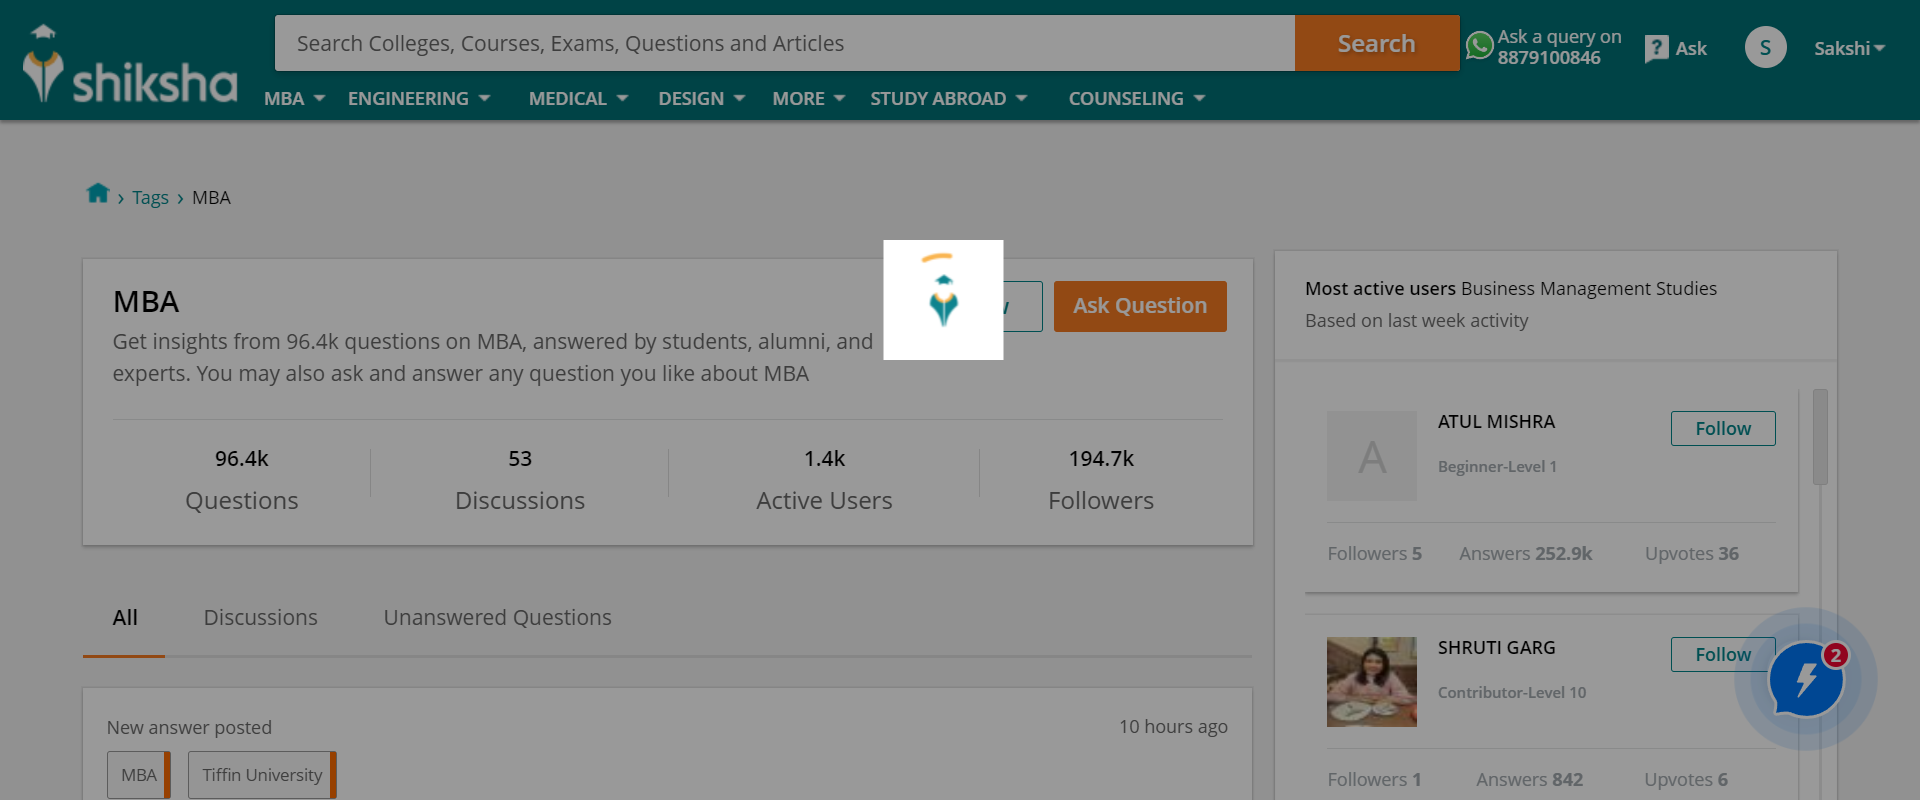 shiksha
Search Colleges, Courses, Exams, Questions and Articles
Search
Ask a query on
8879100846
? Ask
S
Sakshi
MBA
ENGINEERING
MEDICAL
DESIGN
MORE
STUDY ABROAD
COUNSELING
› Tags › MBA
MBA
Ask Question
Get insights from 96.4k questions on MBA, answered by students, alumni, and
experts. You may also ask and answer any question you like about MBA
96.4k
Questions
53
Discussions
1.4k
Active Users
194.7k
Followers
All
Discussions
Unanswered Questions
New answer posted
10 hours ago
MBA
Tiffin University
Most active users Business Management Studies
Based on last week activity
A
ATUL MISHRA
Follow
Beginner-Level 1
Followers 5
Answers 252.9k
Upvotes 36
SHRUTI GARG
Follow
2
Contributor-Level 10
Followers 1
Answers 842
Upvotes 6